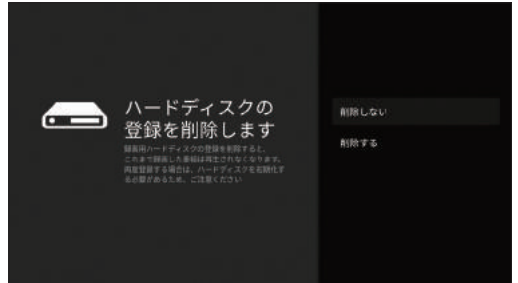 ハードディスクの
登録を削除します
録画用ハードディスクの登録を削除すると、
これまで録画した番組は再生されなくなります。
再度登録する場合は、ハードディスクを初期化す
る必要があるため、ご注意ください
削除しない
削除する